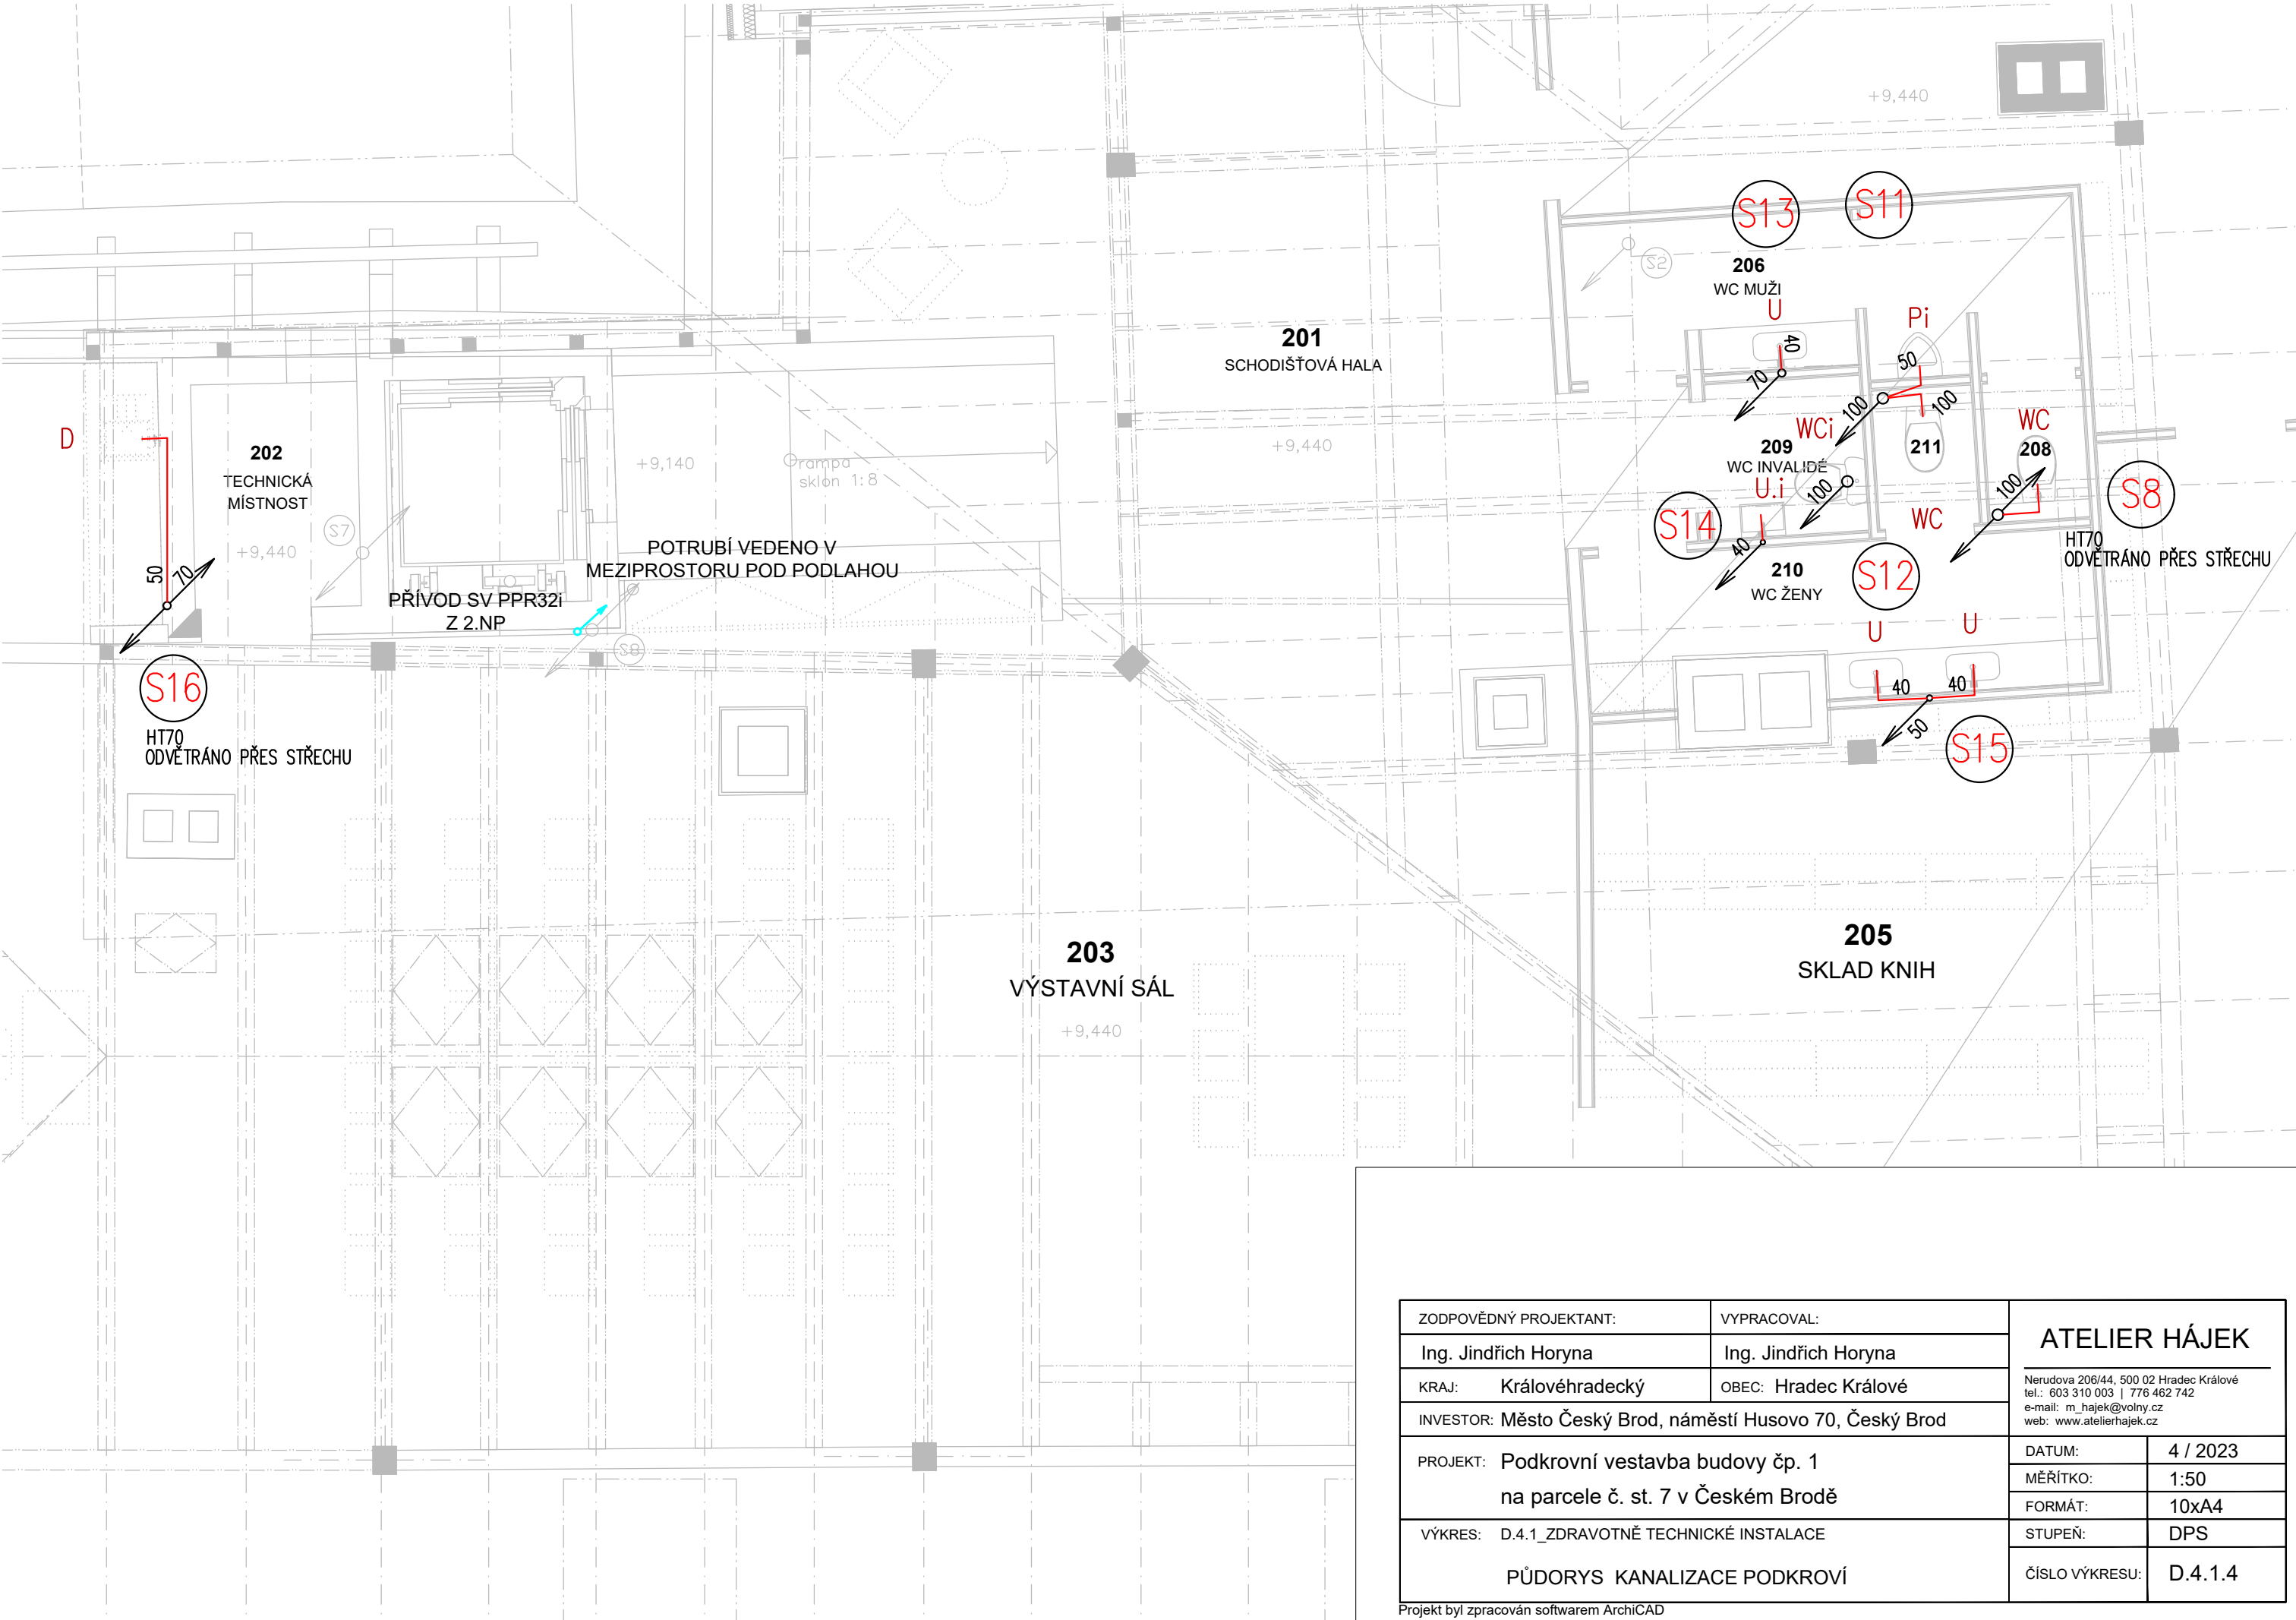 +9,440
S13
S11
S2
206
WC MUŽI
U
40
70
Pi
50
100
100
201
SCHODIŠŤOVÁ HALA
+9,440
WCi
209
WC INVALIDÉ
U.i
100
211
WC
208
WC
100
S8
HT70
ODVĚTRÁNO PŘES STŘECHU
S14
40
210
WC ŽENY
S12
U
U
40
40
50
S15
D
202
TECHNICKÁ
MÍSTNOST
+9,440
S7
+9,140
rampa
sklon 1:8
50
70
POTRUBÍ VEDENO V
MEZIPROSTORU POD PODLAHOU
PŘÍVOD SV PPR32i
Z 2.NP
S8
S16
HT70
ODVĚTRÁNO PŘES STŘECHU
203
VÝSTAVNÍ SÁL
+9,440
205
SKLAD KNIH
ZODPOVĚDNÝ PROJEKTANT:
VYPRACOVAL:
Ing. Jindřich Horyna
Ing. Jindřich Horyna
KRAJ: Královéhradecký
OBEC: Hradec Králové
INVESTOR: Město Český Brod, náměstí Husovo 70, Český Brod
PROJEKT: Podkrovní vestavba budovy čp. 1
na parcele č. st. 7 v Českém Brodě
VÝKRES: D.4.1_ZDRAVOTNĚ TECHNICKÉ INSTALACE
PŮDORYS KANALIZACE PODKROVÍ
ATELIER HÁJEK
Nerudova 206/44, 500 02 Hradec Králové
tel.: 603 310 003 | 776 462 742
e-mail: m_hajek@volny.cz
web: www.atelierhajek.cz
DATUM: 4 / 2023
MĚŘÍTKO: 1:50
FORMÁT: 10xA4
STUPEŇ: DPS
ČÍSLO VÝKRESU: D.4.1.4
Projekt byl zpracován softwarem ArchiCAD